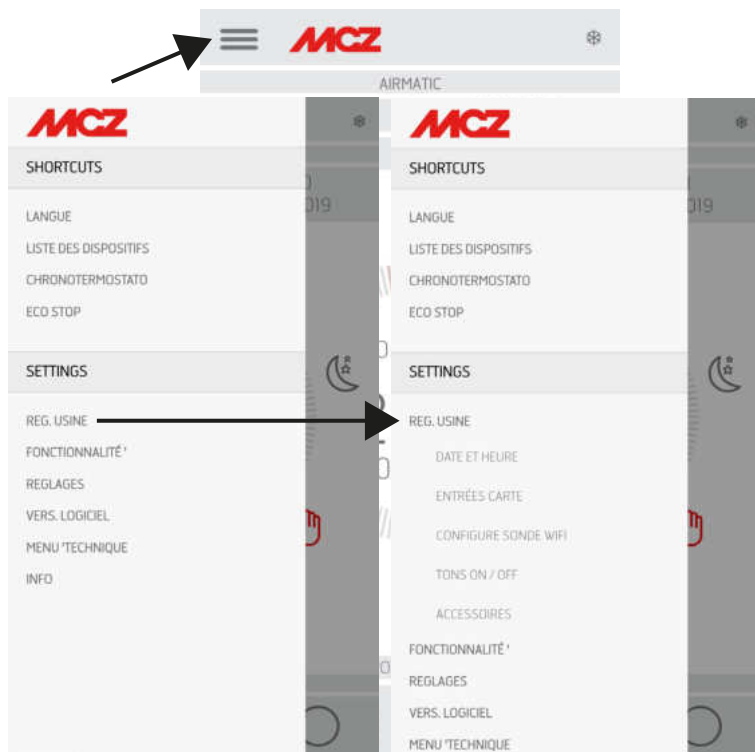 MCZ
AIRMATIC
MCZ
SHORTCUTS
LANGUE
LISTE DES DISPOSITIFS
CHRONOTERMOSTATO
ECO STOP
SETTINGS
REG. USINE
FONCTIONNALITÉ '
REGLAGES
VERS. LOGICIEL
MENU 'TECHNIQUE
INFO
019
MCZ
SHORTCUTS
LANGUE
LISTE DES DISPOSITIFS
CHRONOTERMOSTATO
ECO STOP
SETTINGS
REG. USINE
DATE ET HEURE
ENTRÉES CARTE
CONFIGURE SONDE WIFI
TONS ON / OFF
ACCESSOIRES
FONCTIONNALITÉ '
REGLAGES
VERS. LOGICIEL
MENU 'TECHNIQUE
019